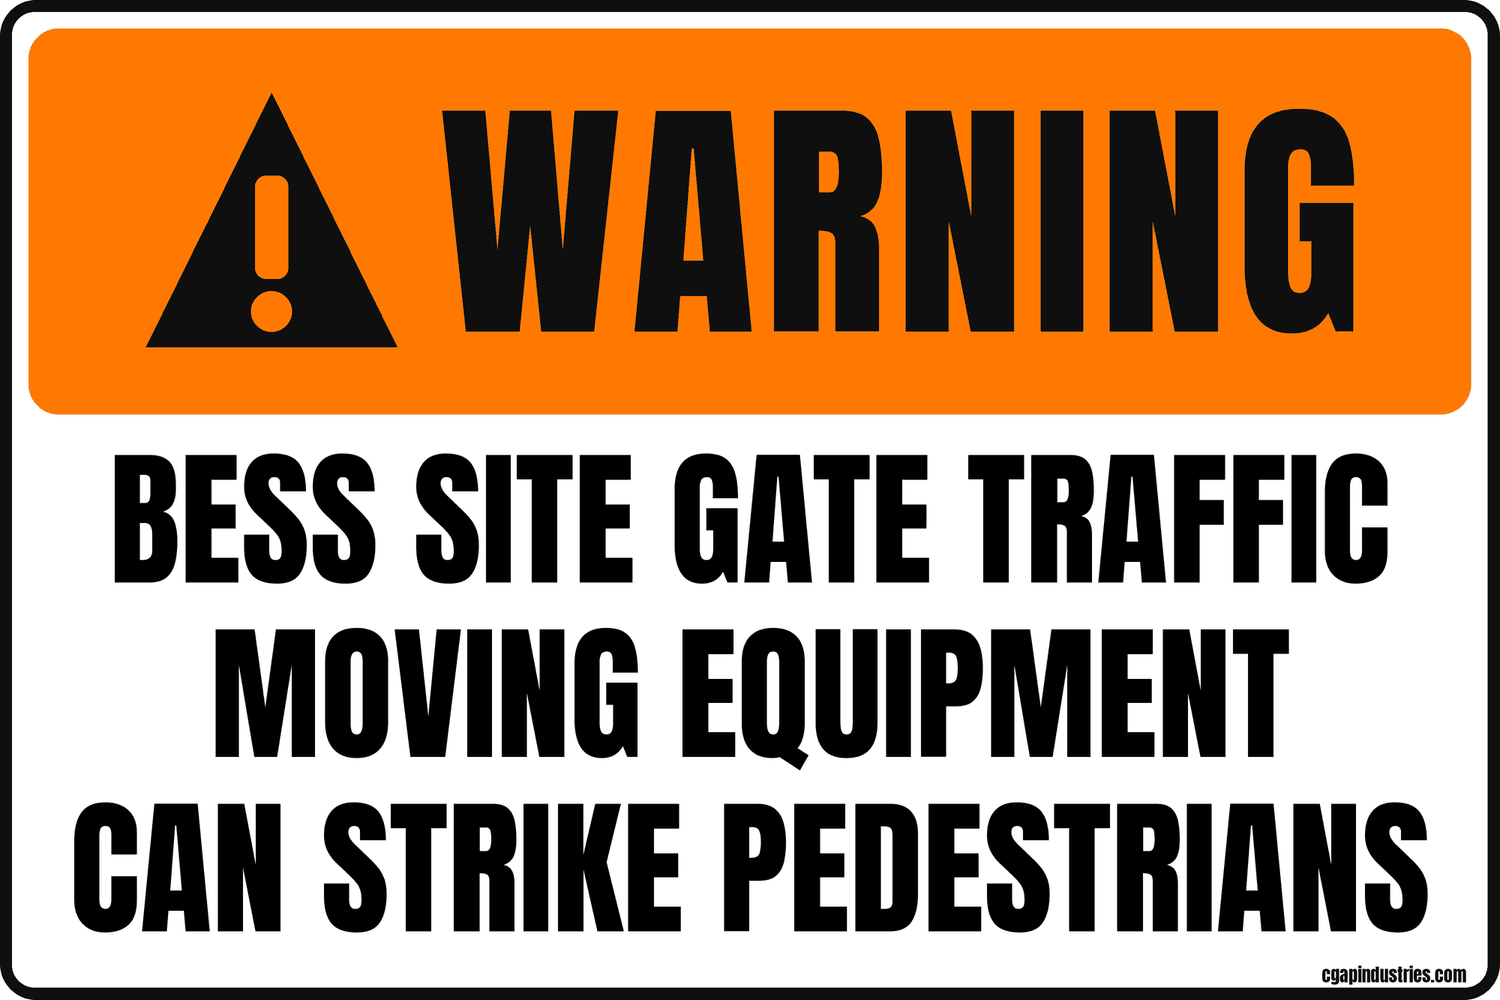 WARNING
BESS SITE GATE TRAFFIC
MOVING EQUIPMENT
CAN STRIKE PEDESTRIANS
cgapindustries.com